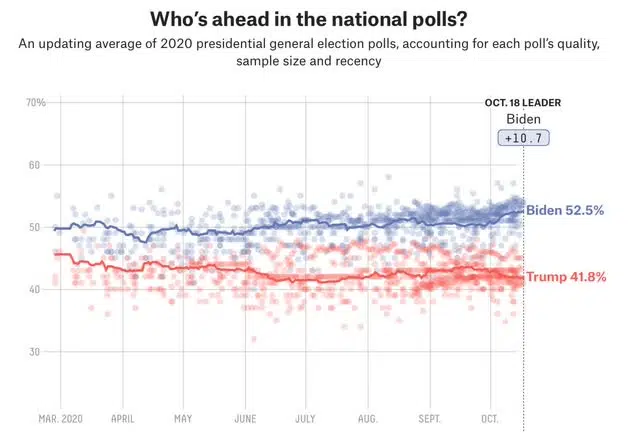 Who's ahead in the national polls?
An updating average of 2020 presidential general election polls, accounting for each poll's quality,
sample size and recency
70%
OCT. 18 LEADER
Biden
+10.7
60
50
Biden 52.5%
Trump 41.8%
40
30
MAR. 2020 APRIL MAY JUNE JULY AUG. SEPT. OCT.